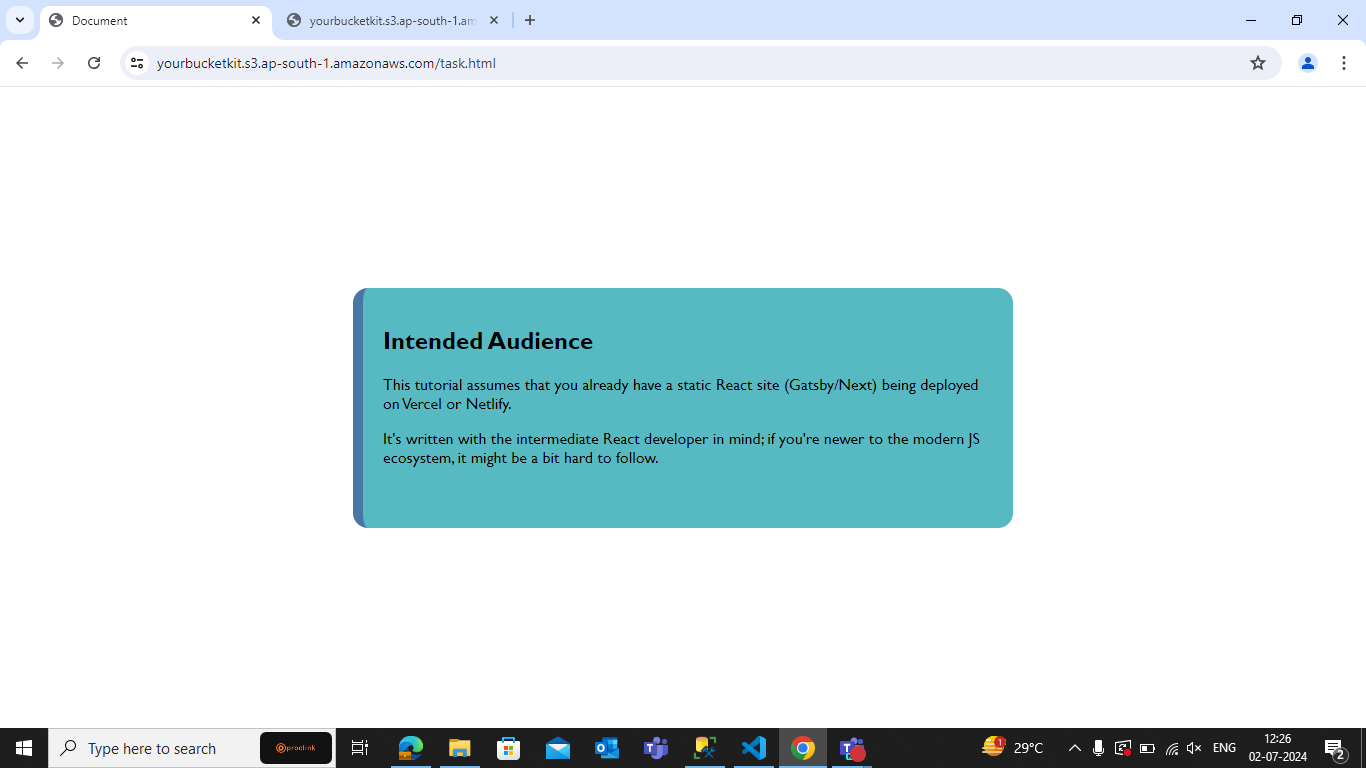 Document
yourbucketkit.s3.ap-south-1.am
yourbucketkit.s3.ap-south-1.amazonaws.com/task.html
Intended Audience
This tutorial assumes that you already have a static React site (Gatsby/Next) being deployed
on Vercel or Netlify.
It's written with the intermediate React developer in mind; if you're newer to the modern JS
ecosystem, it might be a bit hard to follow.
Type here to search
proclink
1
29°C
ENG
12:26
02-07-2024
2